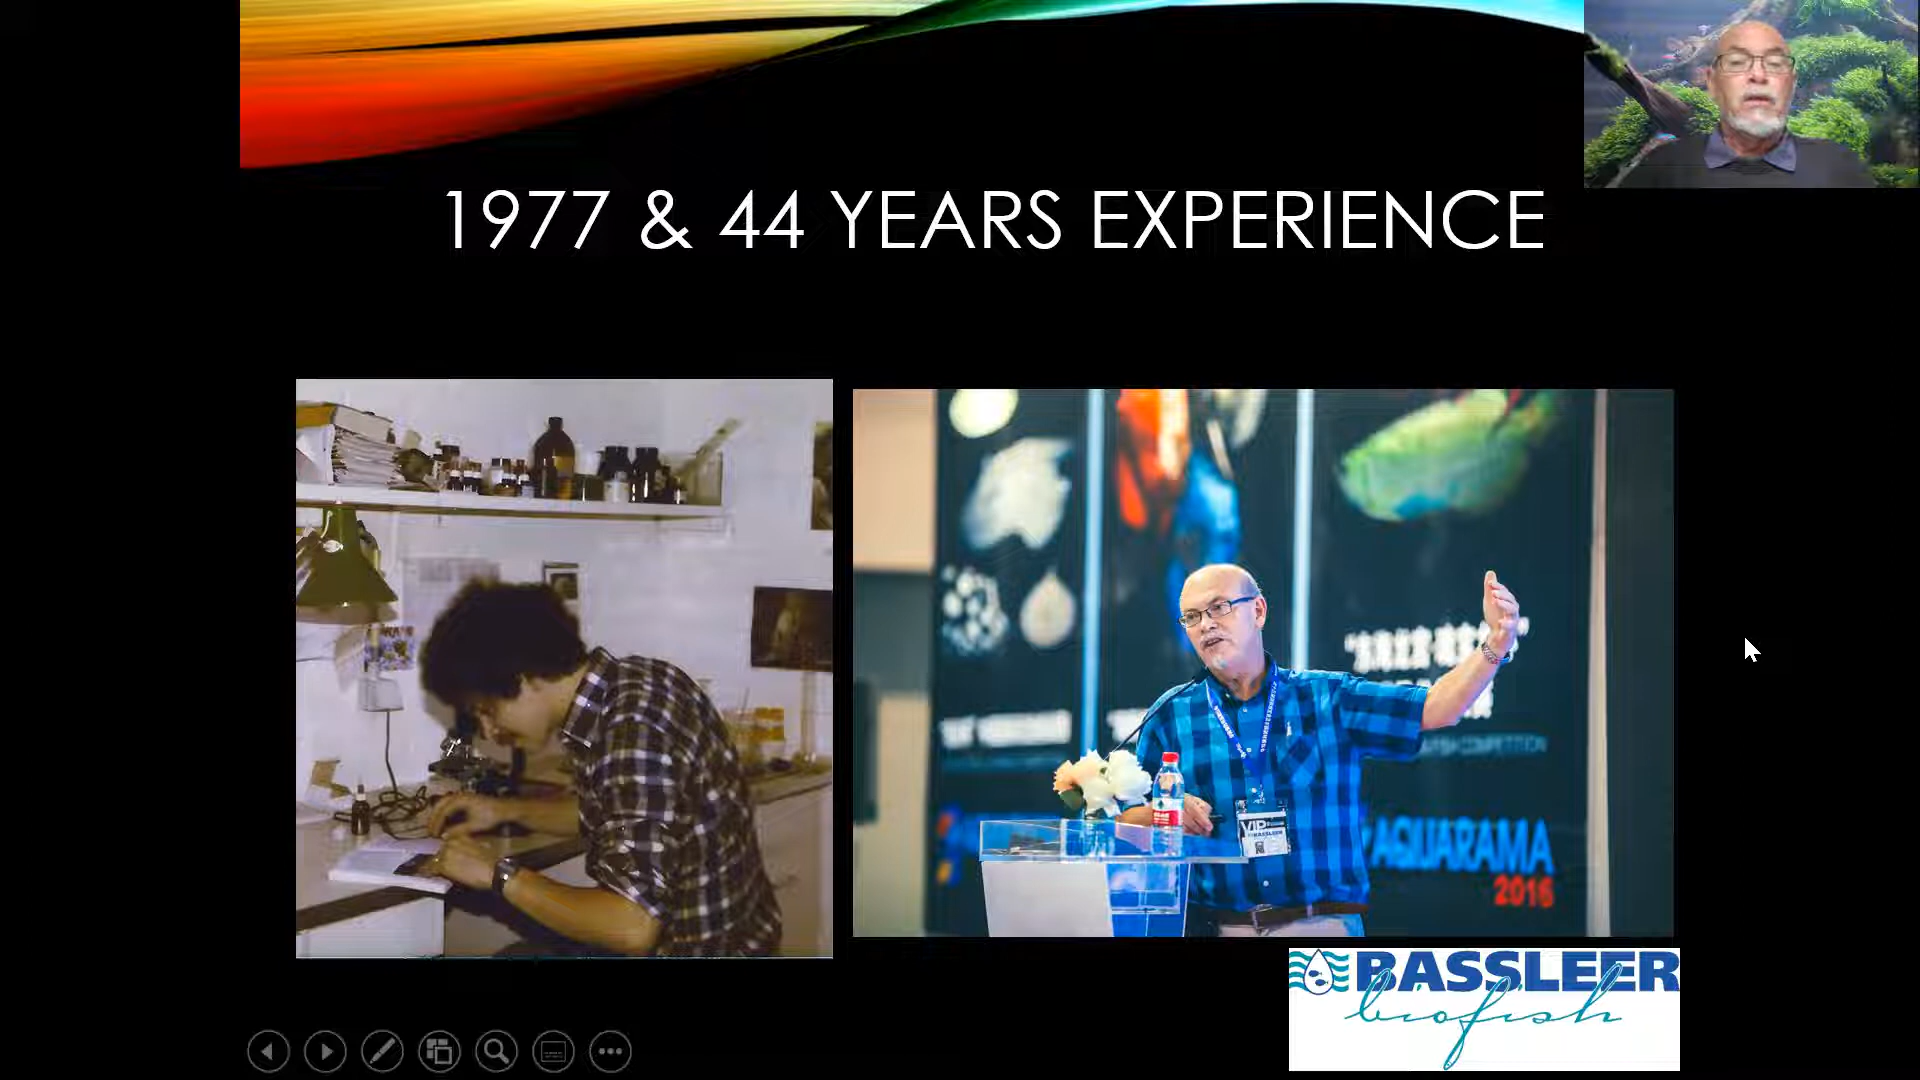 1977 & 44 YEARS EXPERIENCE
VIP
BASSLEER
AQUARAMA
2016
BASSLEER
biofish